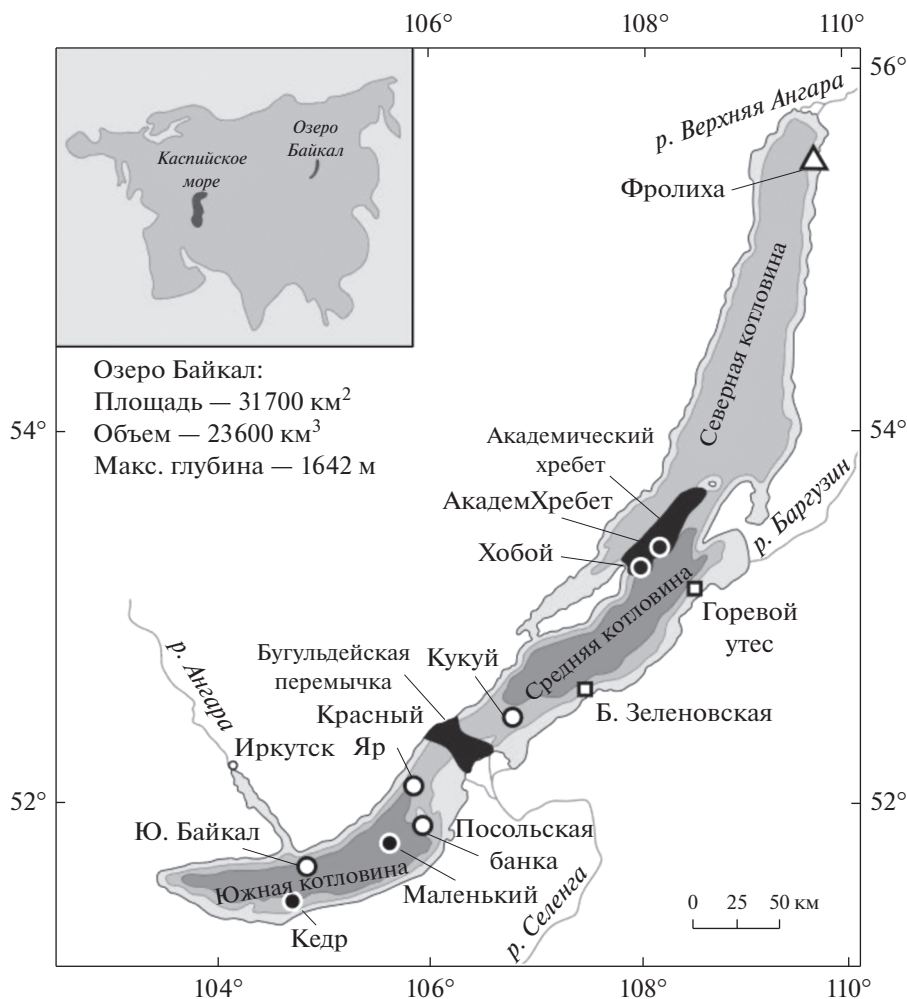 106°
108°
110°
56°
р. Верхняя Ангара
Озеро
Байкал
Каспийское
море
Фролиха
Северная котловина
Озеро Байкал:
Площадь — 31700 км²
Объем — 23600 км³
Макс. глубина — 1642 м
54°
54°
Академический
хребет
АкадемХребет
Хобой
р. Баргузин
Горевой
утес
Средняя котловина
Бугульдейская
перемычка
Кукуй
Б. Зеленовская
р. Ангара
Красный
Яр
Иркутск
52°
52°
Ю. Байкал
Посольская
банка
Южная котловина
Маленький
Кедр
р. Селенга
0 25 50 км
104°
106°
108°
110°